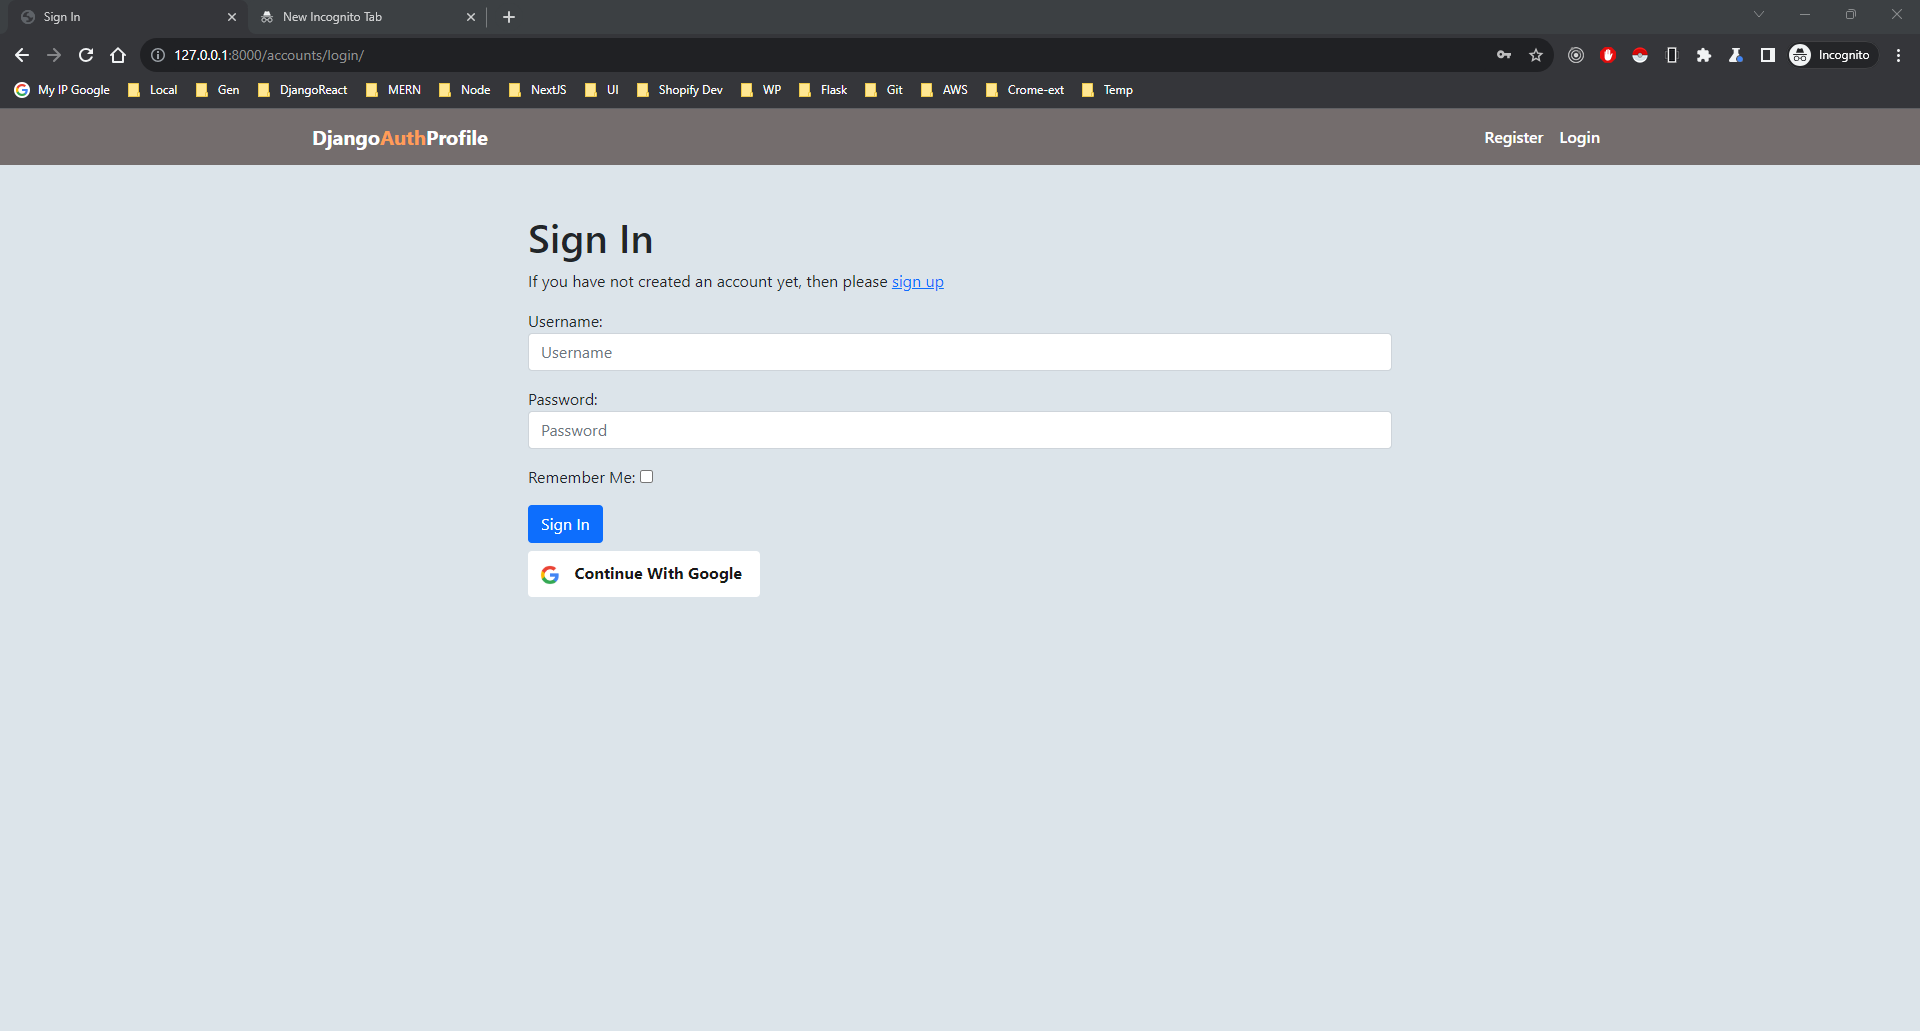 Sign In
New Incognito Tab
127.0.0.1:8000/accounts/login/
Incognito
My IP Google Local Gen DjangoReact MERN Node NextJS UI Shopify Dev WP Flask Git AWS Crome-ext Temp
DjangoAuthProfile
Register Login
Sign In
If you have not created an account yet, then please sign up
Username:
Username
Password:
Password
Remember Me:
Sign In
Continue With Google